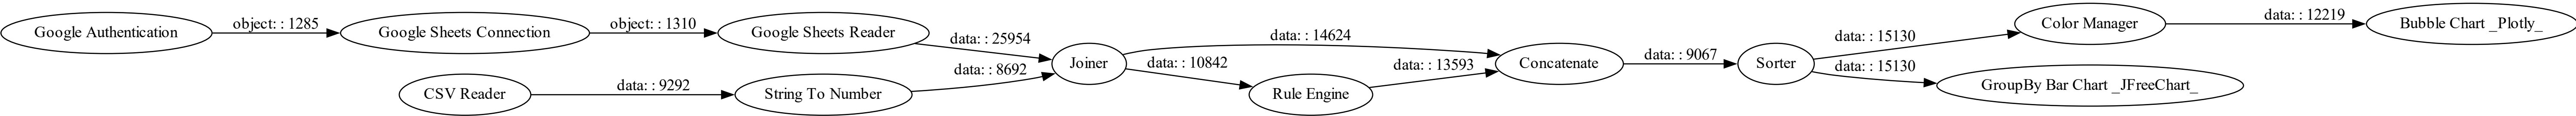 Google Authentication
object: : 1285
Google Sheets Connection
object: : 1310
Google Sheets Reader
data: : 25954
CSV Reader
data: : 9292
String To Number
data: : 8692
Joiner
data: : 14624
data: : 10842
Rule Engine
data: : 13593
Concatenate
data: : 9067
Sorter
data: : 15130
data: : 15130
Color Manager
data: : 12219
Bubble Chart _Plotly_
GroupBy Bar Chart _JFreeChart_